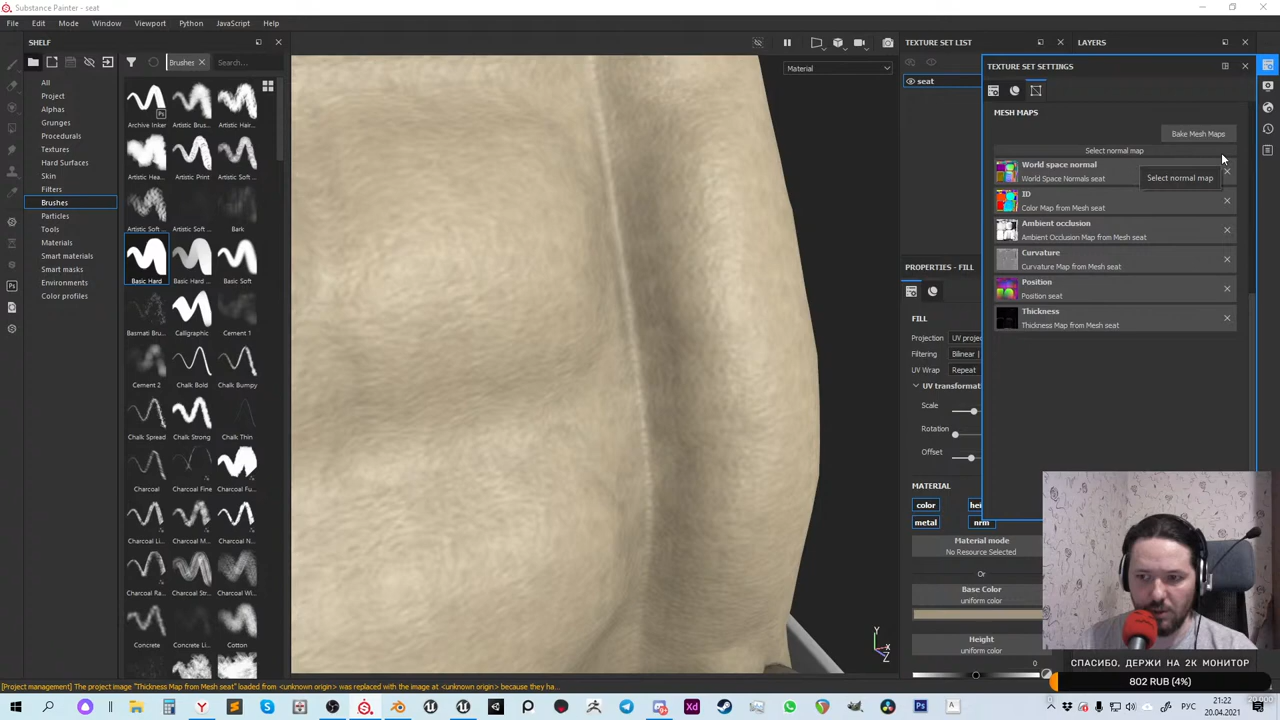 Substance Painter - seat
File Edit Mode Window Viewport Python JavaScript Help
SHELF
Brushes
Search...
All
Project
Alphas
Grunges
Procedurals
Textures
Hard Surfaces
Skin
Filters
Brushes
Particles
Tools
Materials
Smart materials
Smart masks
Environments
Color profiles
Archive Inker Artistic Brus... Artistic Hair...
Artistic Hea... Artistic Print Artistic Soft ...
Artistic Soft ... Artistic Soft ... Bark
Basic Hard Basic Hard ... Basic Soft
Basmati Bru... Calligraphic Cement 1
Cement 2 Chalk Bold Chalk Bumpy
Chalk Spread Chalk Strong Chalk Thin
Charcoal Charcoal Fine Charcoal Fu...
Charcoal Li... Charcoal M... Charcoal N...
Charcoal Ra... Charcoal Str... Charcoal Wi...
Concrete Concrete Li... Cotton
Material
Y
X
Z
TEXTURE SET LIST
seat
LAYERS
PROPERTIES - FILL
FILL
Projection UV projec
Filtering Bilinear |
UV Wrap Repeat
UV transformat
Scale
Rotation
Offset
MATERIAL
color hei
metal nrm
Material mode
No Resource Selected
Or
Base Color
uniform color
Height
uniform color
0
TEXTURE SET SETTINGS
MESH MAPS
Bake Mesh Maps
Select normal map
World space normal
World Space Normals seat
Select normal map
ID
Color Map from Mesh seat
Ambient occlusion
Ambient Occlusion Map from Mesh seat
Curvature
Curvature Map from Mesh seat
Position
Position seat
Thickness
Thickness Map from Mesh seat
СПАСИБО, ДЕРЖИ НА 2К МОНИТОР
802 RUB (4%)
[Project management] The project image "Thickness Map from Mesh seat" loaded from <unknown origin> was replaced with the image at <unknown origin> because they ha...
РУС
21:22
20.04.2021